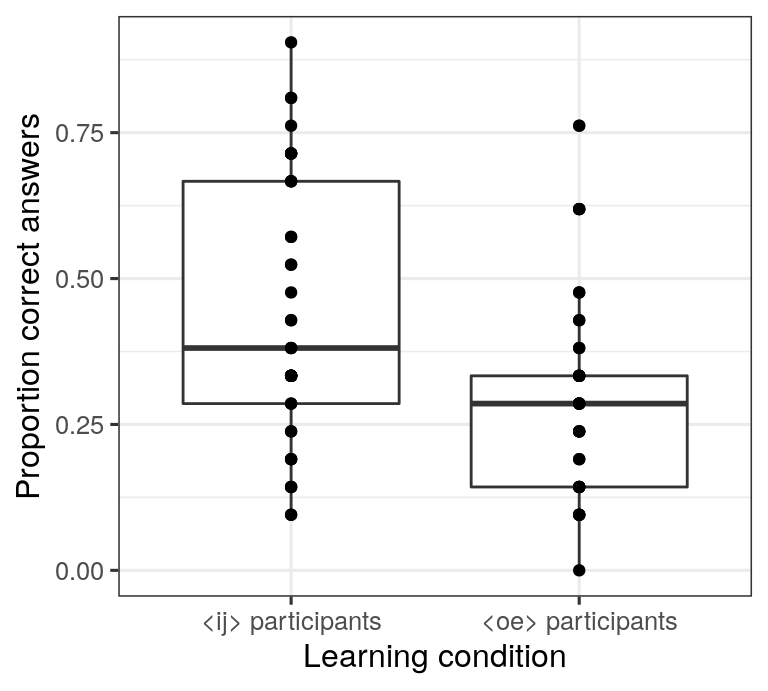 Proportion correct answers
0.75
0.50
0.25
0.00
<ij> participants
<oe> participants
Learning condition